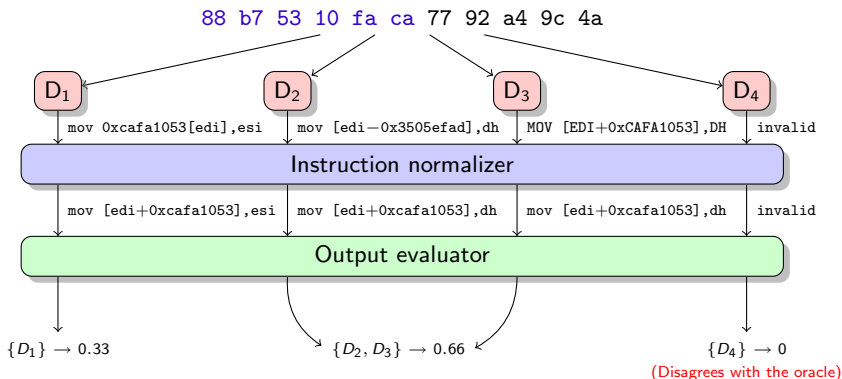 88 b7 53 10 fa ca 77 92 a4 9c 4a
D1 D2 D3 D4
mov 0xcafa1053[edi],esi mov [edi−0x3505efad],dh MOV [EDI+0xCAFA1053],DH invalid
Instruction normalizer
mov [edi+0xcafa1053],esi mov [edi+0xcafa1053],dh mov [edi+0xcafa1053],dh invalid
Output evaluator
{D1} → 0.33 {D2, D3} → 0.66 {D4} → 0
(Disagrees with the oracle)